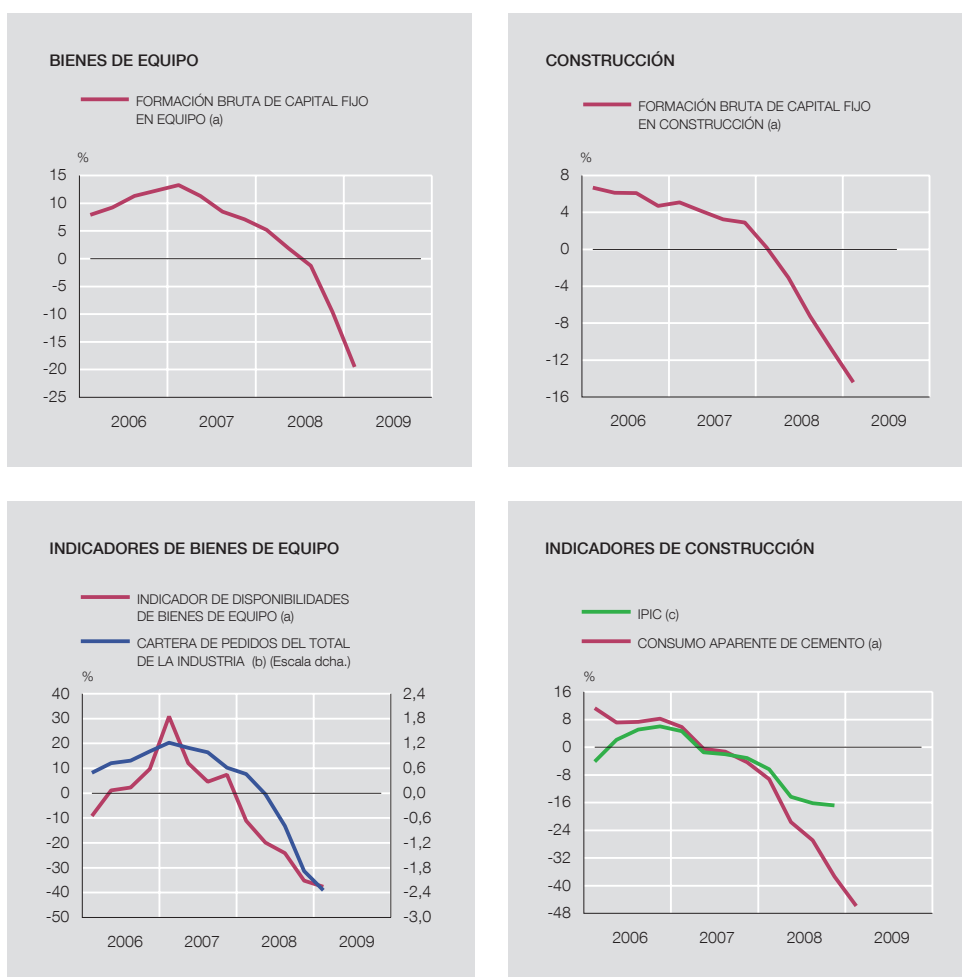 BIENES DE EQUIPO
FORMACIÓN BRUTA DE CAPITAL FIJO
EN EQUIPO (a)
%
15
10
5
0
-5
-10
-15
-20
-25
2006 2007 2008 2009
CONSTRUCCIÓN
FORMACIÓN BRUTA DE CAPITAL FIJO
EN CONSTRUCCIÓN (a)
%
8
4
0
-4
-8
-12
-16
2006 2007 2008 2009
INDICADORES DE BIENES DE EQUIPO
INDICADOR DE DISPONIBILIDADES
DE BIENES DE EQUIPO (a)
CARTERA DE PEDIDOS DEL TOTAL
DE LA INDUSTRIA (b) (Escala dcha.)
%
40 2,4
30 1,8
20 1,2
10 0,6
0 0,0
-10 -0,6
-20 -1,2
-30 -1,8
-40 -2,4
-50 -3,0
2006 2007 2008 2009
INDICADORES DE CONSTRUCCIÓN
IPIC (c)
CONSUMO APARENTE DE CEMENTO (a)
%
16
8
0
-8
-16
-24
-32
-40
-48
2006 2007 2008 2009